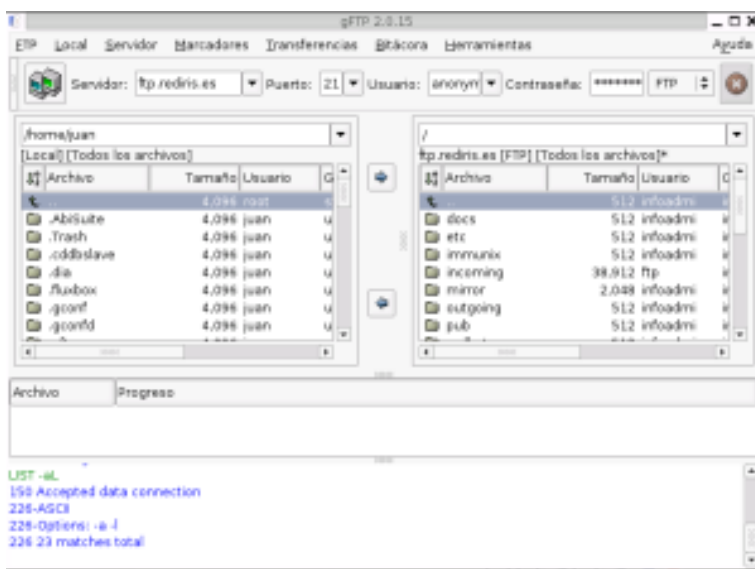 gFTP 2.0.15
FTP Local Servidor Marcadores Transferencias Bitácora Herramientas Ayuda
Servidor: ftp.rediris.es Puerto: 21 Usuario: anonym Contraseña: ******* FTP
/home/juan
[Local] [Todos los archivos]
Archivo Tamaño Usuario G
.. 4,096 root s
.AbiSuite 4,096 juan u
.Trash 4,096 juan u
.cddbslave 4,096 juan u
.dia 4,096 juan u
.fluxbox 4,096 juan u
.gconf 4,096 juan u
.gconfd 4,096 juan u
/
ftp.rediris.es [FTP] [Todos los archivos]*
Archivo Tamaño Usuario
.. 512 infoadmi
docs 512 infoadmi
etc 512 infoadmi
immunix 512 infoadmi
incoming 38,912 ftp
mirror 2,048 infoadmi
outgoing 512 infoadmi
pub 512 infoadmi
Archivo Progreso
LIST -aL
150 Accepted data connection
226-ASCII
226-Options: -a -l
226 23 matches total